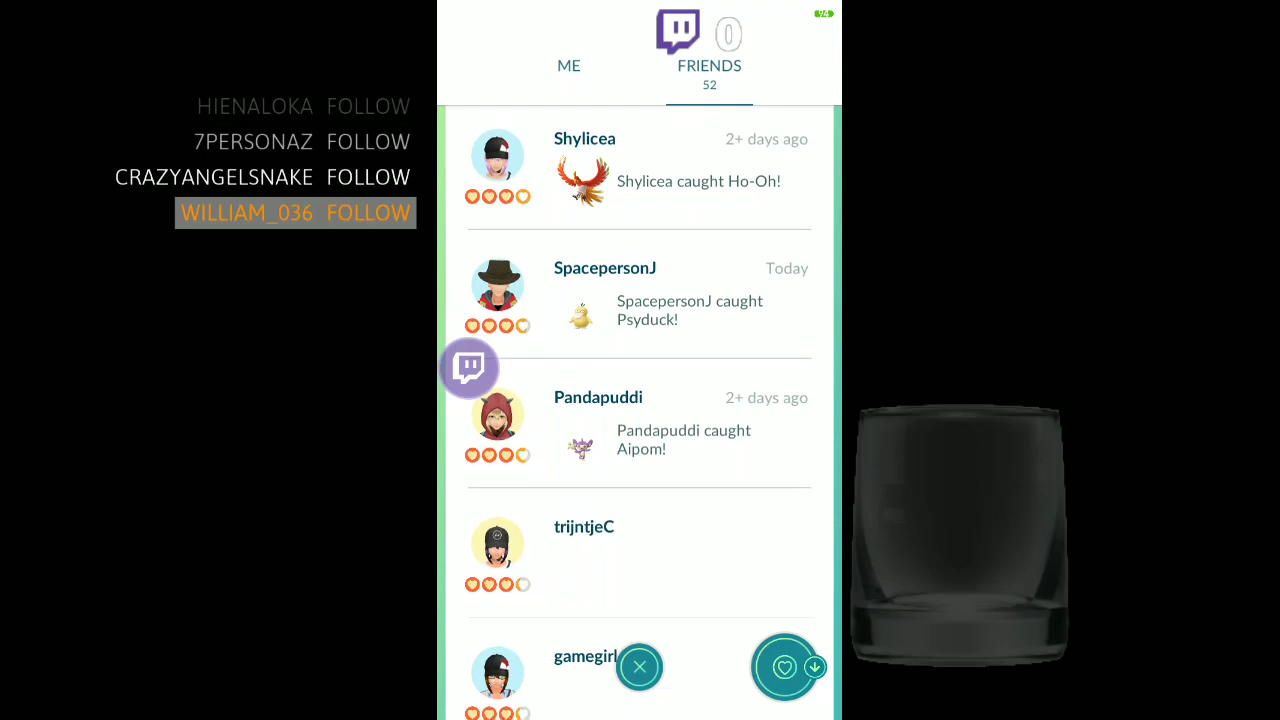 0
94
ME
FRIENDS
52
HIENALOKA FOLLOW
7PERSONAZ FOLLOW
CRAZYANGELSNAKE FOLLOW
WILLIAM_036 FOLLOW
Shylicea 2+ days ago
Shylicea caught Ho-Oh!
SpacepersonJ Today
SpacepersonJ caught
Psyduck!
Pandapuddi 2+ days ago
Pandapuddi caught
Aipom!
trijntjeC
gamegirl